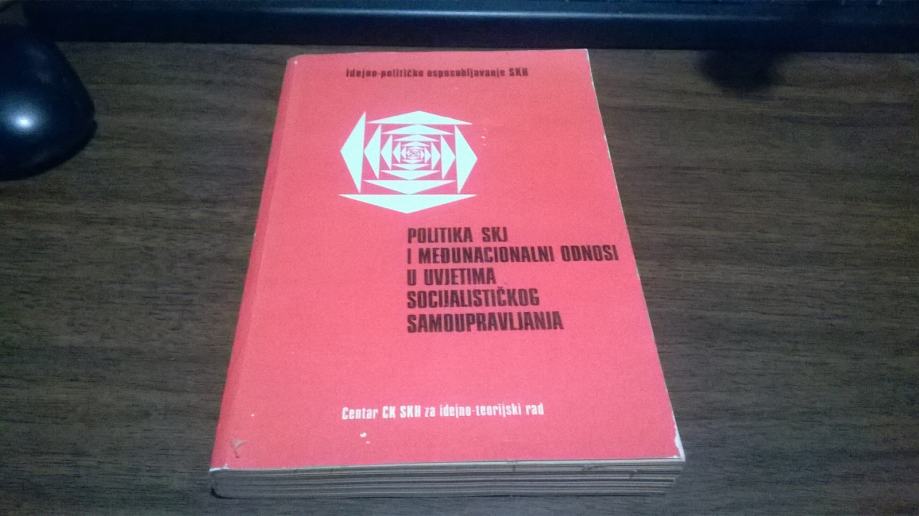 idejno-političko osposobljavanje SKH
POLITIKA SKJ
I MEĐUNACIONALNI ODNOSI
U UVJETIMA
SOCIJALISTIČKOG
SAMOUPRAVLJANJA
Centar CK SKH za idejno-teorijski rad